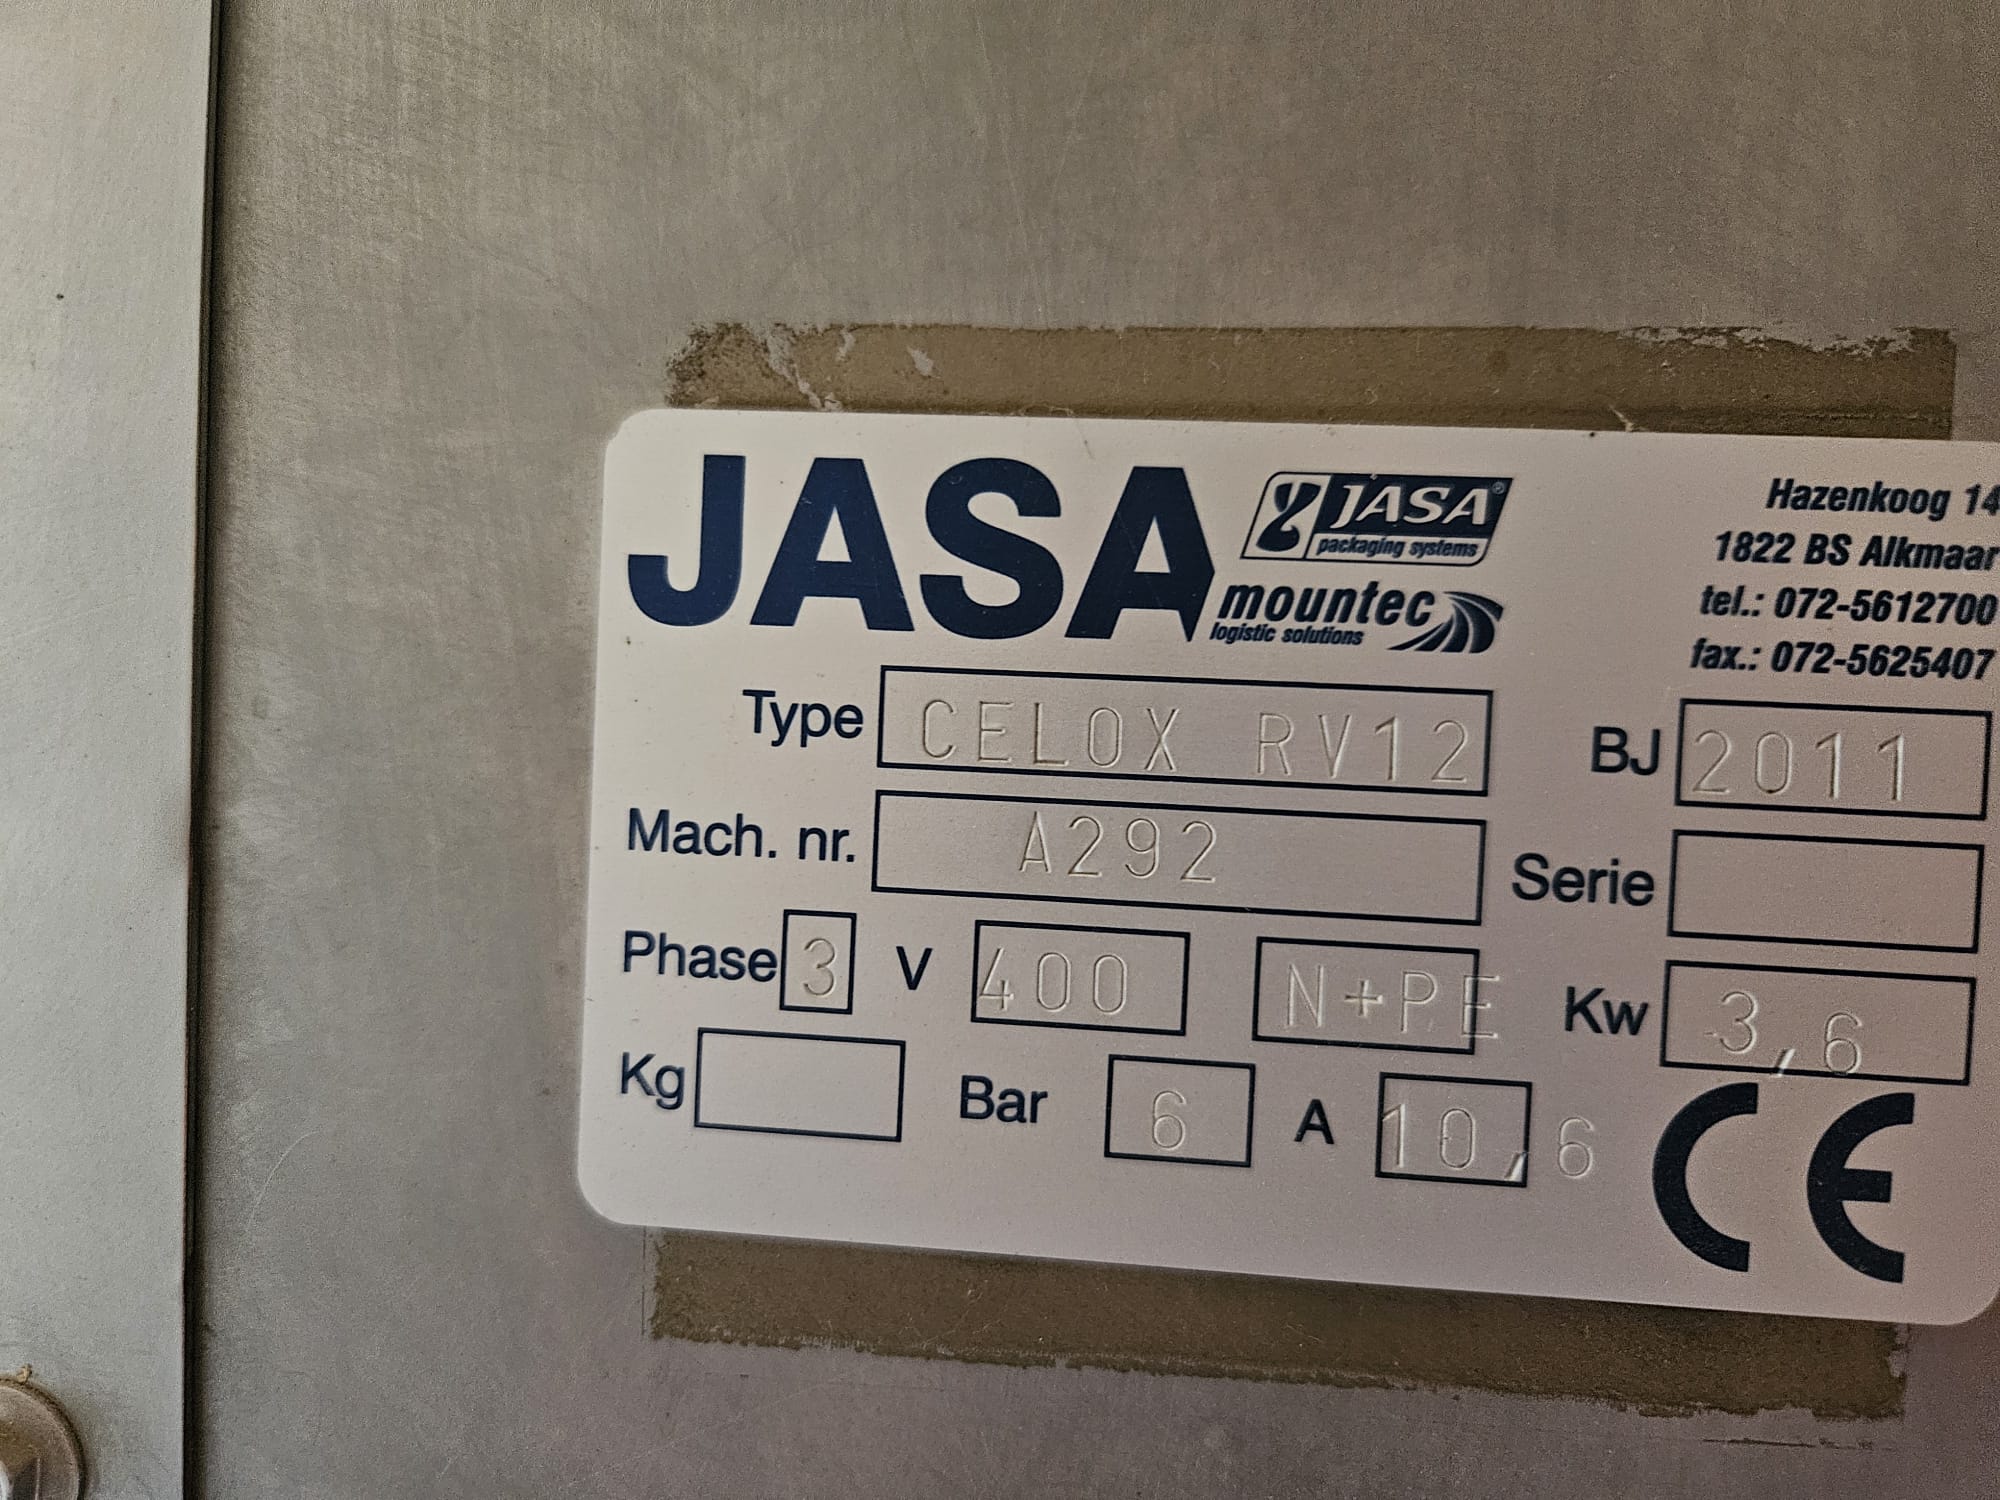 JASA
JASA®
packaging systems
mountec
logistic solutions
Hazenkoog 14
1822 BS Alkmaar
tel.: 072-5612700
fax.: 072-5625407
Type CELOX RV12 BJ 2011
Mach. nr. A292 Serie
Phase 3 V 400 N+PE Kw 3,6
Kg Bar 6 A 10,6
CE